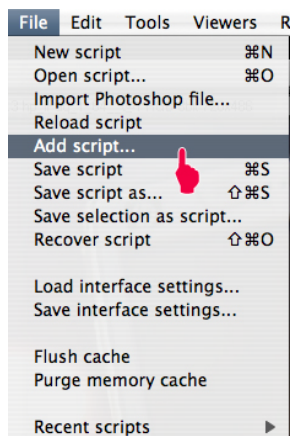 File Edit Tools Viewers R
New script ⌘N
Open script... ⌘O
Import Photoshop file...
Reload script
Add script...
Save script ⌘S
Save script as... ⇧⌘S
Save selection as script...
Recover script ⇧⌘O
Load interface settings...
Save interface settings...
Flush cache
Purge memory cache
Recent scripts ▶